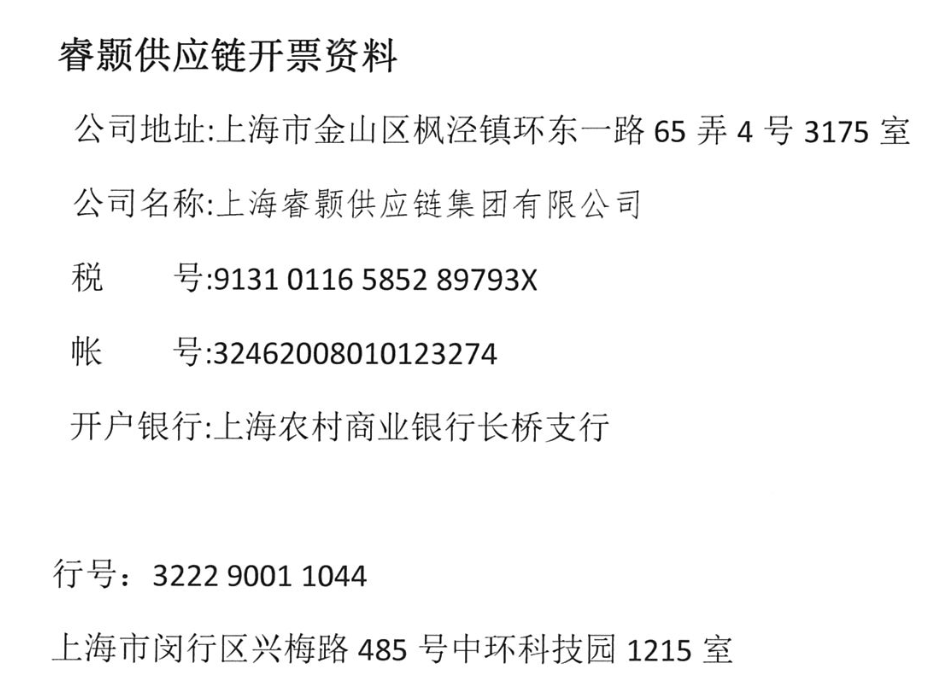 睿颢供应链开票资料
公司地址:上海市金山区枫泾镇环东一路 65 弄 4 号 3175 室
公司名称:上海睿颢供应链集团有限公司
税 号:9131 0116 5852 89793X
帐 号:32462008010123274
开户银行:上海农村商业银行长桥支行
行号：3222 9001 1044
上海市闵行区兴梅路 485 号中环科技园 1215 室